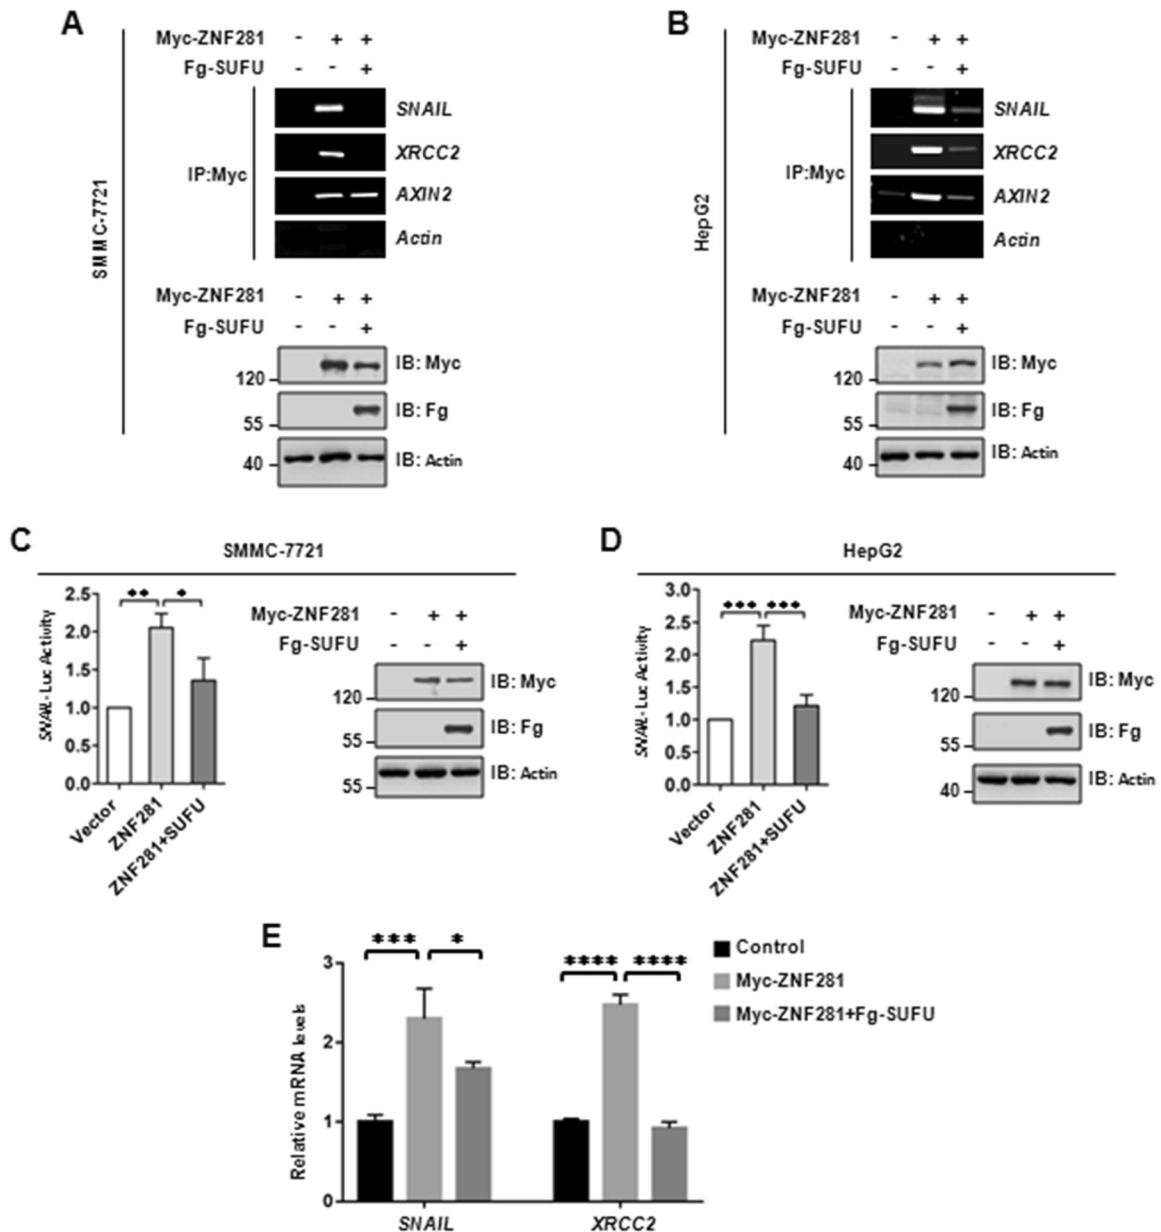 A
Myc-ZNF281 - + +
Fg-SUFU - - +
SNAIL
XRCC2
IP:Myc
AXIN2
Actin
SMMC-7721
Myc-ZNF281 - + +
Fg-SUFU - - +
IB: Myc
120
IB: Fg
55
IB: Actin
40
B
Myc-ZNF281 - + +
Fg-SUFU - - +
SNAIL
XRCC2
IP:Myc
AXIN2
Actin
HepG2
Myc-ZNF281 - + +
Fg-SUFU - - +
IB: Myc
120
IB: Fg
55
IB: Actin
40
C
SMMC-7721
SNAIL-Luc Activity
2.5
2.0
1.5
1.0
0.5
0.0
** *
Vector
ZNF281
ZNF281+SUFU
Myc-ZNF281 - + +
Fg-SUFU - - +
IB: Myc
120
IB: Fg
55
IB: Actin
55
D
HepG2
SNAIL-Luc Activity
3.0
2.5
2.0
1.5
1.0
0.5
0.0
*** ***
Vector
ZNF281
ZNF281+SUFU
Myc-ZNF281 - + +
Fg-SUFU - - +
IB: Myc
120
IB: Fg
55
IB: Actin
40
E
Relative mRNA levels
3
2
1
0
*** *
**** ****
SNAIL
XRCC2
Control
Myc-ZNF281
Myc-ZNF281+Fg-SUFU